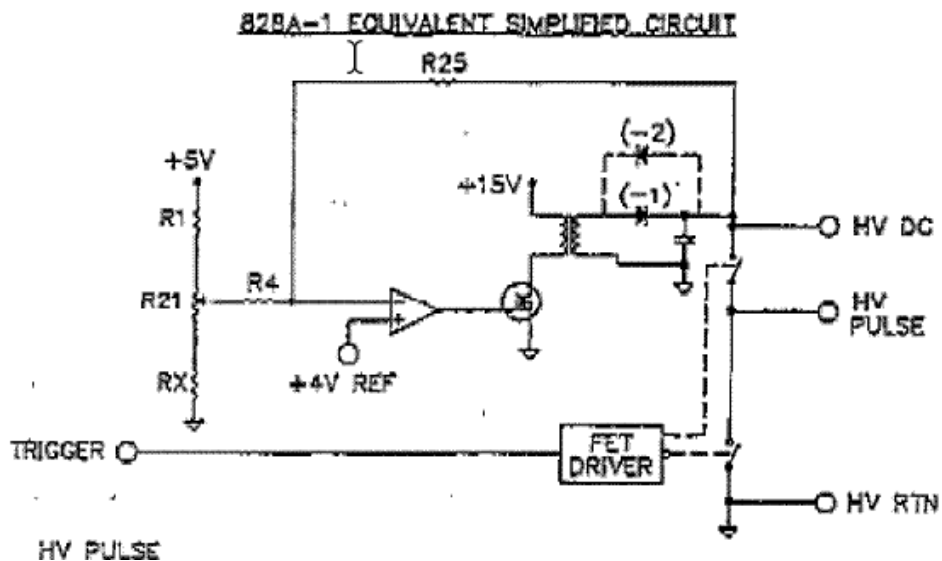 828A-1 EQUIVALENT SIMPLIFIED CIRCUIT
R25
(-2)
+5V
+15V
(-1)
R1
HV DC
R4
R21
HV
PULSE
-
+
RX
+4V REF
TRIGGER
FET
DRIVER
HV RTN
HV PULSE